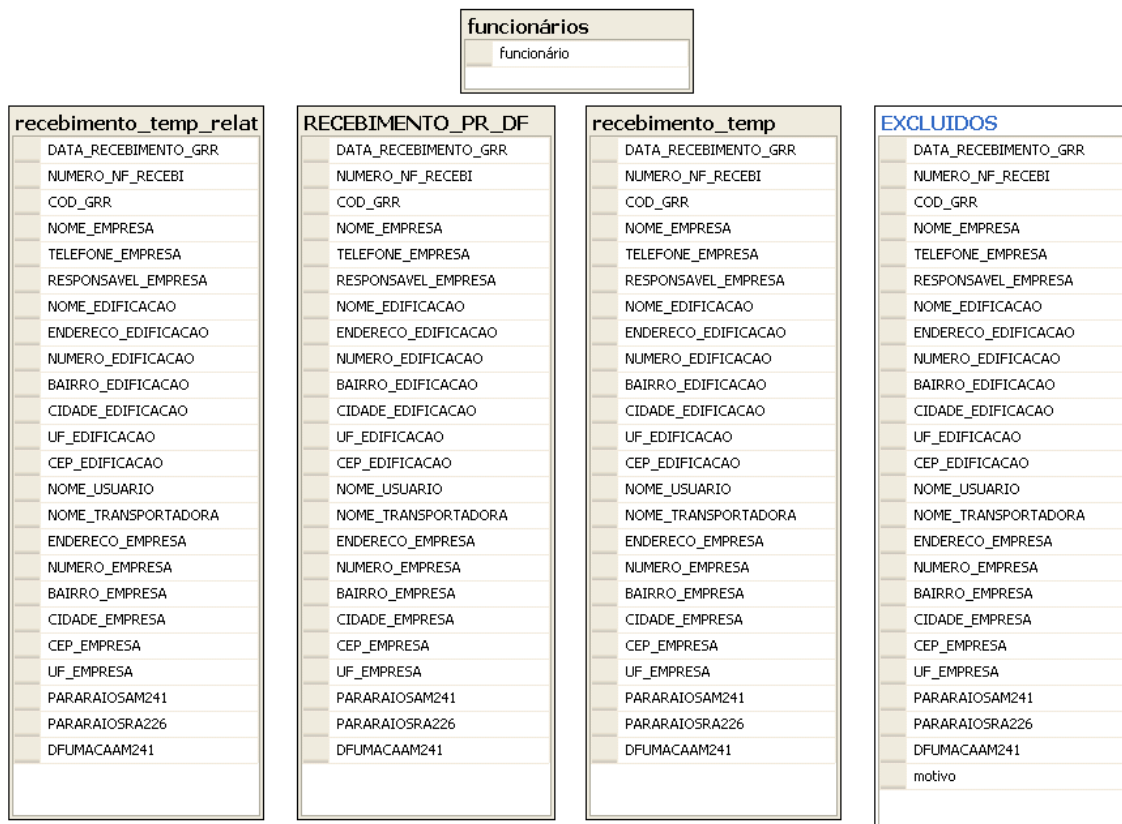 funcionários
funcionário
recebimento_temp_relat
DATA_RECEBIMENTO_GRR
NUMERO_NF_RECEBI
COD_GRR
NOME_EMPRESA
TELEFONE_EMPRESA
RESPONSAVEL_EMPRESA
NOME_EDIFICACAO
ENDERECO_EDIFICACAO
NUMERO_EDIFICACAO
BAIRRO_EDIFICACAO
CIDADE_EDIFICACAO
UF_EDIFICACAO
CEP_EDIFICACAO
NOME_USUARIO
NOME_TRANSPORTADORA
ENDERECO_EMPRESA
NUMERO_EMPRESA
BAIRRO_EMPRESA
CIDADE_EMPRESA
CEP_EMPRESA
UF_EMPRESA
PARARAIOSAM241
PARARAIOSRA226
DFUMACAAM241
RECEBIMENTO_PR_DF
DATA_RECEBIMENTO_GRR
NUMERO_NF_RECEBI
COD_GRR
NOME_EMPRESA
TELEFONE_EMPRESA
RESPONSAVEL_EMPRESA
NOME_EDIFICACAO
ENDERECO_EDIFICACAO
NUMERO_EDIFICACAO
BAIRRO_EDIFICACAO
CIDADE_EDIFICACAO
UF_EDIFICACAO
CEP_EDIFICACAO
NOME_USUARIO
NOME_TRANSPORTADORA
ENDERECO_EMPRESA
NUMERO_EMPRESA
BAIRRO_EMPRESA
CIDADE_EMPRESA
CEP_EMPRESA
UF_EMPRESA
PARARAIOSAM241
PARARAIOSRA226
DFUMACAAM241
recebimento_temp
DATA_RECEBIMENTO_GRR
NUMERO_NF_RECEBI
COD_GRR
NOME_EMPRESA
TELEFONE_EMPRESA
RESPONSAVEL_EMPRESA
NOME_EDIFICACAO
ENDERECO_EDIFICACAO
NUMERO_EDIFICACAO
BAIRRO_EDIFICACAO
CIDADE_EDIFICACAO
UF_EDIFICACAO
CEP_EDIFICACAO
NOME_USUARIO
NOME_TRANSPORTADORA
ENDERECO_EMPRESA
NUMERO_EMPRESA
BAIRRO_EMPRESA
CIDADE_EMPRESA
CEP_EMPRESA
UF_EMPRESA
PARARAIOSAM241
PARARAIOSRA226
DFUMACAAM241
EXCLUIDOS
DATA_RECEBIMENTO_GRR
NUMERO_NF_RECEBI
COD_GRR
NOME_EMPRESA
TELEFONE_EMPRESA
RESPONSAVEL_EMPRESA
NOME_EDIFICACAO
ENDERECO_EDIFICACAO
NUMERO_EDIFICACAO
BAIRRO_EDIFICACAO
CIDADE_EDIFICACAO
UF_EDIFICACAO
CEP_EDIFICACAO
NOME_USUARIO
NOME_TRANSPORTADORA
ENDERECO_EMPRESA
NUMERO_EMPRESA
BAIRRO_EMPRESA
CIDADE_EMPRESA
CEP_EMPRESA
UF_EMPRESA
PARARAIOSAM241
PARARAIOSRA226
DFUMACAAM241
motivo